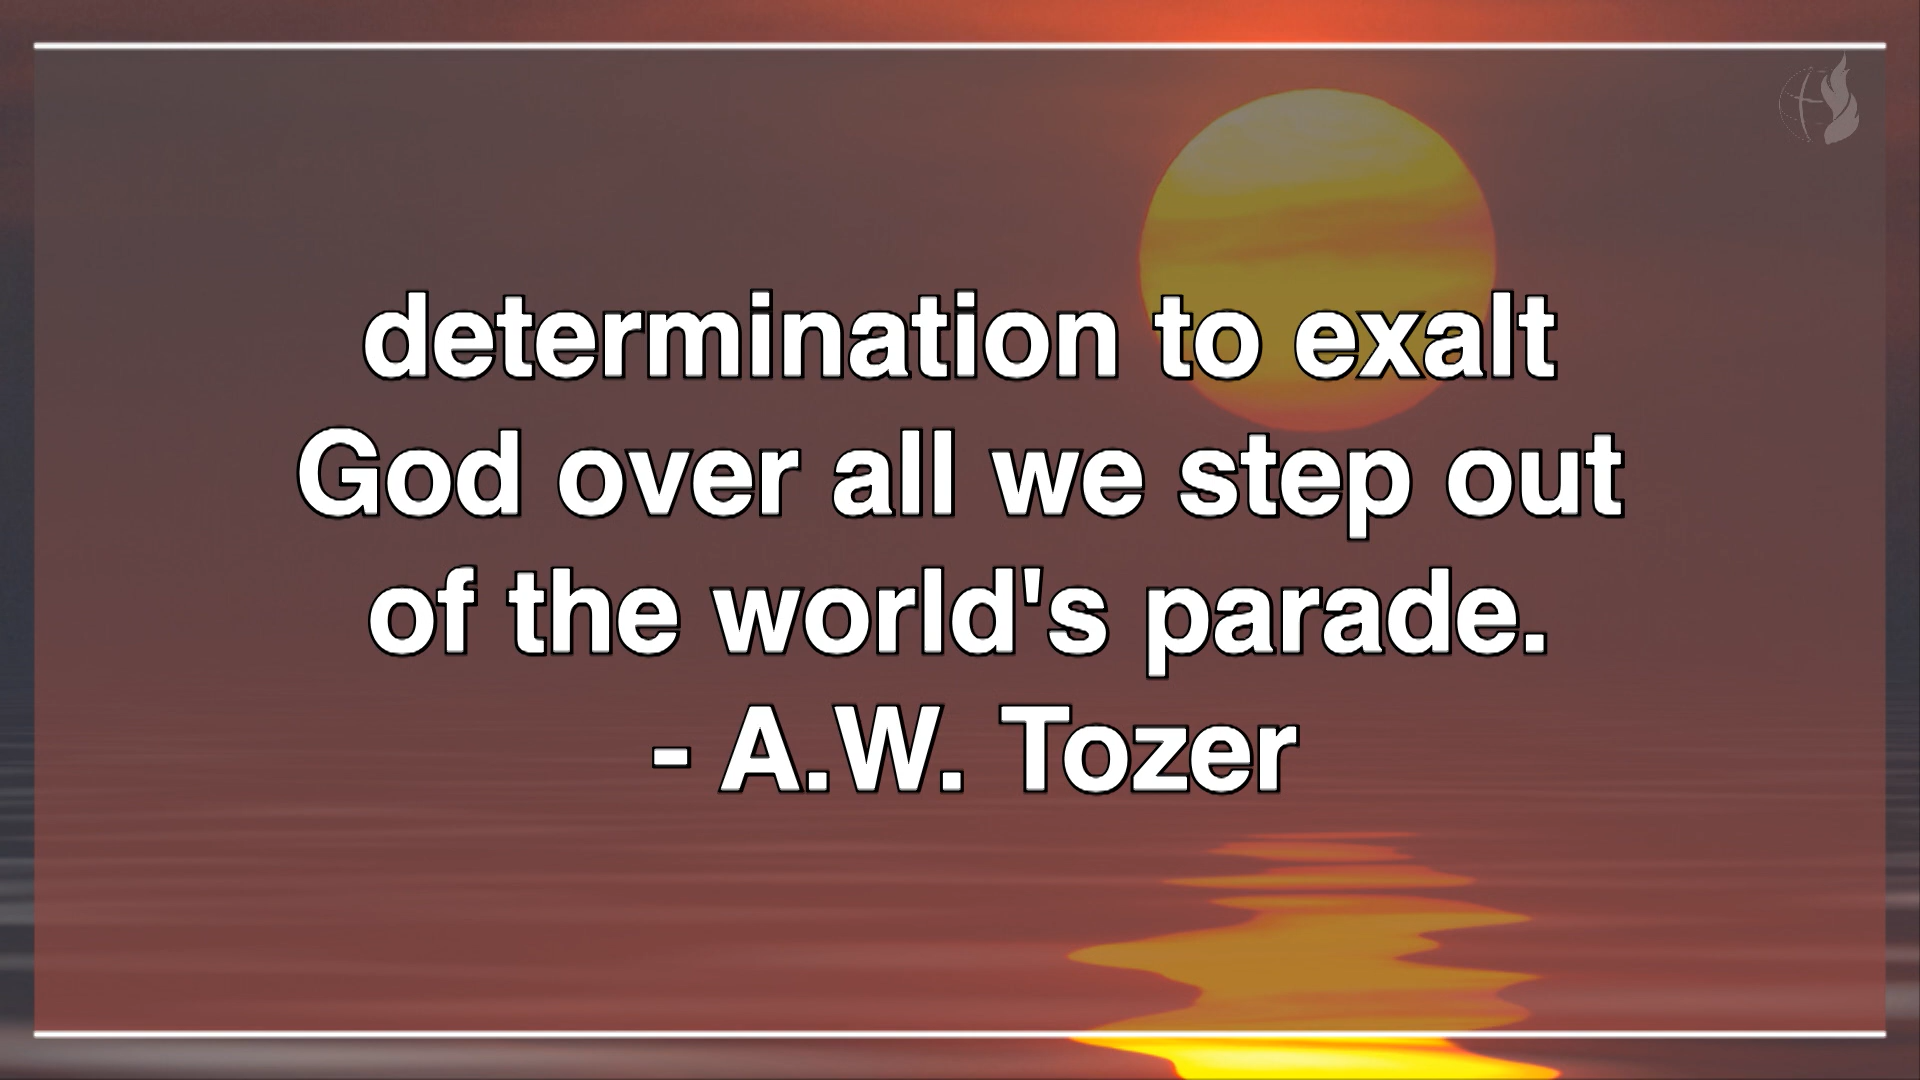 determination to exalt
God over all we step out
of the world's parade.
- A.W. Tozer